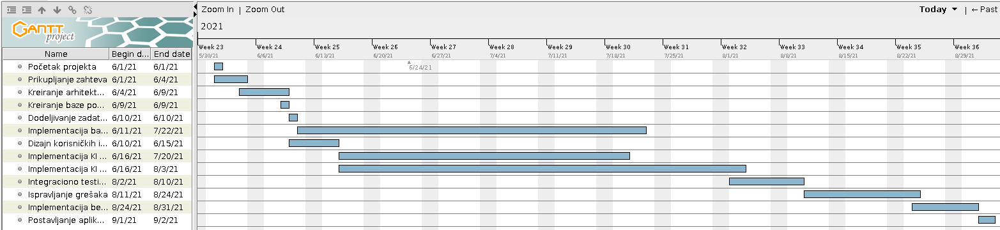 Zoom In | Zoom Out
Today ▼ | ← Past
GANTT
project
2021
Week 23 Week 24 Week 25 Week 26 Week 27 Week 28 Week 29 Week 30 Week 31 Week 32 Week 33 Week 34 Week 35 Week 36
5/30/21 6/6/21 6/13/21 6/20/21 6/27/21 7/4/21 7/11/21 7/18/21 8/1/21 8/8/21 8/15/21 8/22/21 8/29/21
Name Begin d... End date
Početak projekta 6/1/21 6/1/21
6/24/21
Prikupljanje zahteva 6/1/21 6/4/21
Kreiranje arhitekt... 6/4/21 6/9/21
Kreiranje baze po... 6/9/21 6/9/21
Dodeljivanje zadat... 6/10/21 6/10/21
Implementacija ba... 6/11/21 7/22/21
Dizajn korisničkih i... 6/10/21 6/15/21
Implementacija KI ... 6/16/21 7/20/21
Implementacija KI ... 6/16/21 8/3/21
Integraciono testi... 8/2/21 8/10/21
Ispravljanje grešaka 8/11/21 8/24/21
Implementacija be... 8/24/21 8/31/21
Postavljanje aplik... 9/1/21 9/2/21